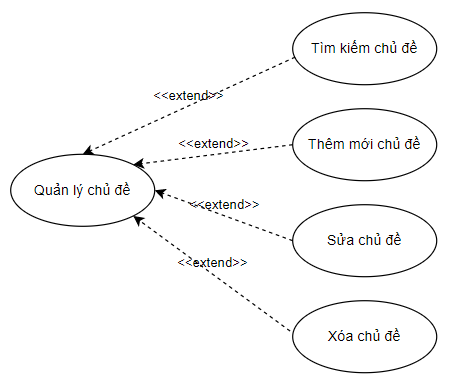 Tìm kiếm chủ đề
<<extend>>
Thêm mới chủ đề
<<extend>>
Quản lý chủ đề
<<extend>>
Sửa chủ đề
<<extend>>
Xóa chủ đề